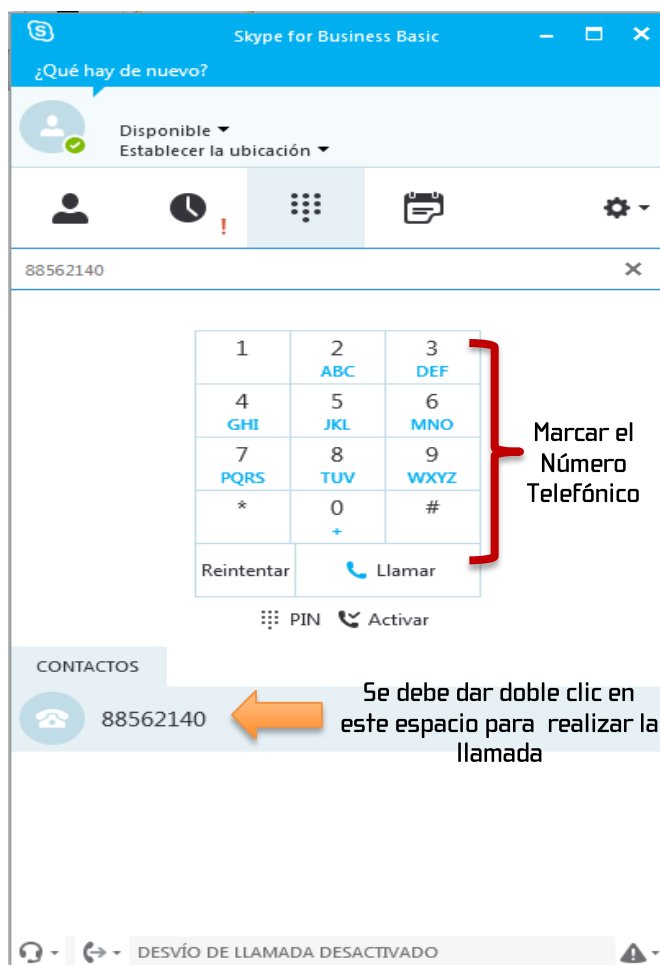 Skype for Business Basic
¿Qué hay de nuevo?
Disponible
Establecer la ubicación
!
88562140
1
2
ABC
3
DEF
4
GHI
5
JKL
6
MNO
7
PQRS
8
TUV
9
WXYZ
*
0
+
#
Reintentar
Llamar
PIN
Activar
Marcar el
Número
Telefónico
CONTACTOS
88562140
Se debe dar doble clic en
este espacio para realizar la
llamada
DESVÍO DE LLAMADA DESACTIVADO